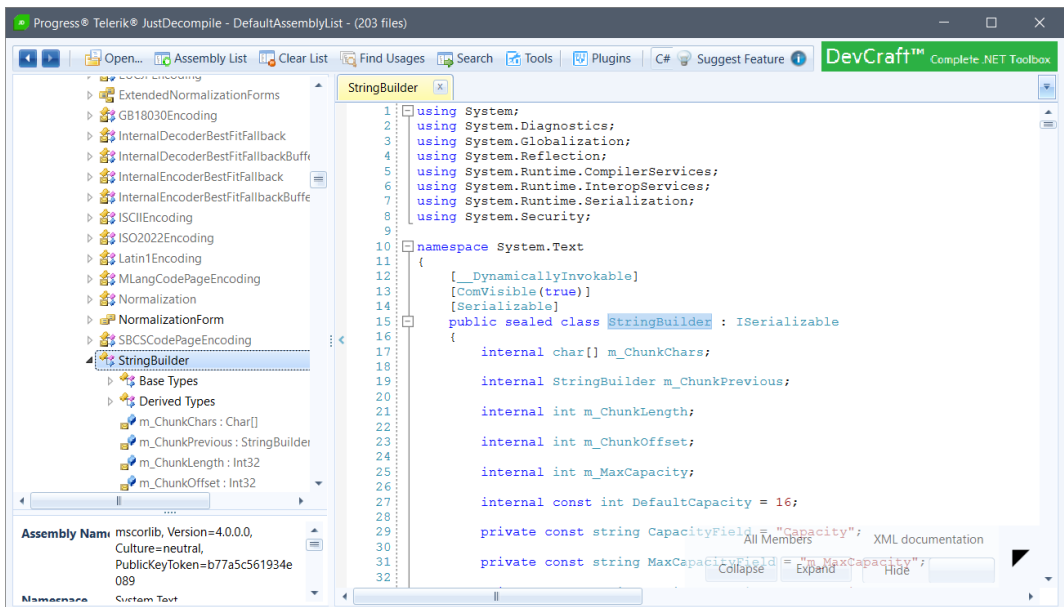 Progress® Telerik® JustDecompile - DefaultAssemblyList - (203 files)
Open... Assembly List Clear List Find Usages Search Tools Plugins C# Suggest Feature DevCraft™ Complete .NET Toolbox
ExtendedNormalizationForms
GB18030Encoding
InternalDecoderBestFitFallback
InternalDecoderBestFitFallbackBuffe
InternalEncoderBestFitFallback
InternalEncoderBestFitFallbackBuffe
ISCIIEncoding
ISO2022Encoding
Latin1Encoding
MLangCodePageEncoding
Normalization
NormalizationForm
SBCSCodePageEncoding
StringBuilder
Base Types
Derived Types
m_ChunkChars : Char[]
m_ChunkPrevious : StringBuilder
m_ChunkLength : Int32
m_ChunkOffset : Int32
Assembly Name mscorlib, Version=4.0.0.0,
Culture=neutral,
PublicKeyToken=b77a5c561934e
089
Namespace System.Text
StringBuilder x
1 using System;
2 using System.Diagnostics;
3 using System.Globalization;
4 using System.Reflection;
5 using System.Runtime.CompilerServices;
6 using System.Runtime.InteropServices;
7 using System.Runtime.Serialization;
8 using System.Security;
9
10 namespace System.Text
11 {
12 [__DynamicallyInvokable]
13 [ComVisible(true)]
14 [Serializable]
15 public sealed class StringBuilder : ISerializable
16 {
17 internal char[] m_ChunkChars;
18
19 internal StringBuilder m_ChunkPrevious;
20
21 internal int m_ChunkLength;
22
23 internal int m_ChunkOffset;
24
25 internal int m_MaxCapacity;
26
27 internal const int DefaultCapacity = 16;
28
29 private const string CapacityField = "Capacity";
30
31 private const string MaxCapacityField = "m_MaxCapacity";
32
All Members XML documentation
Collapse Expand Hide